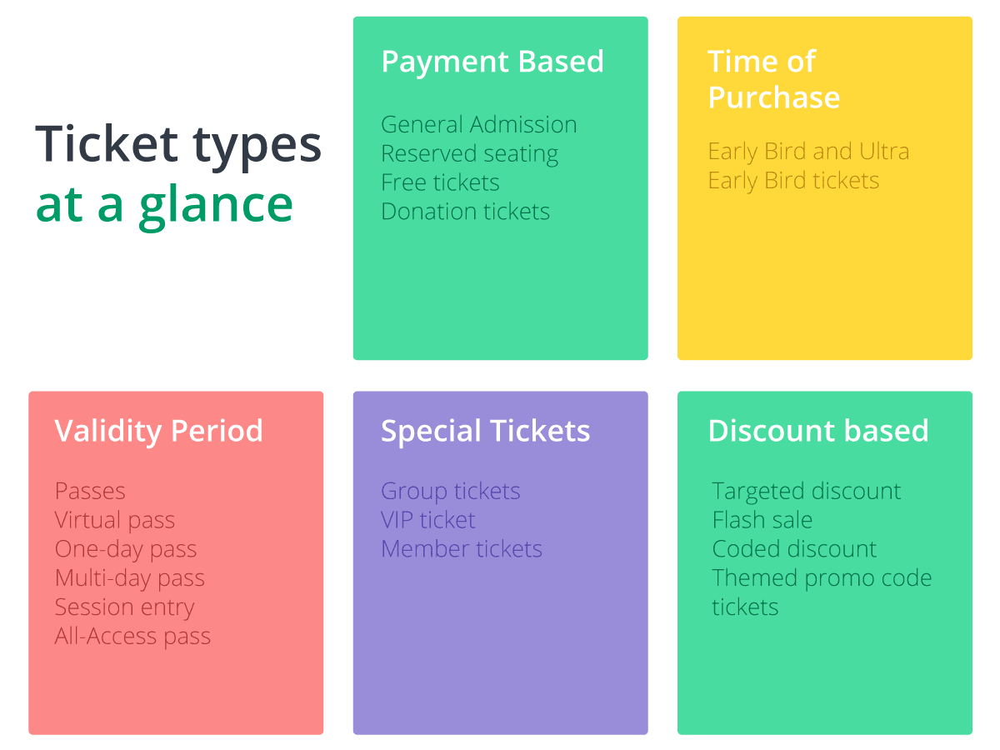 Ticket types
at a glance
Payment Based
General Admission
Reserved seating
Free tickets
Donation tickets
Time of
Purchase
Early Bird and Ultra
Early Bird tickets
Validity Period
Passes
Virtual pass
One-day pass
Multi-day pass
Session entry
All-Access pass
Special Tickets
Group tickets
VIP ticket
Member tickets
Discount based
Targeted discount
Flash sale
Coded discount
Themed promo code
tickets